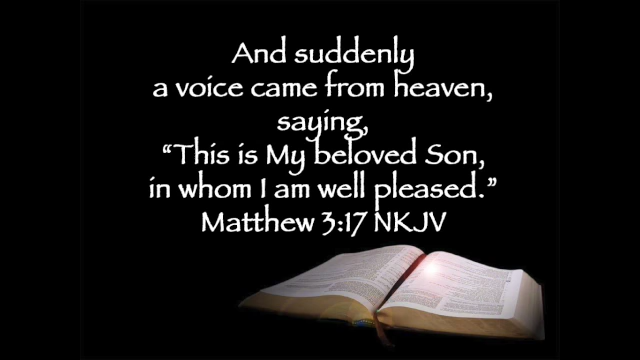 And suddenly
a voice came from heaven,
saying,
“This is My beloved Son,
in whom I am well pleased.”
Matthew 3:17 NKJV